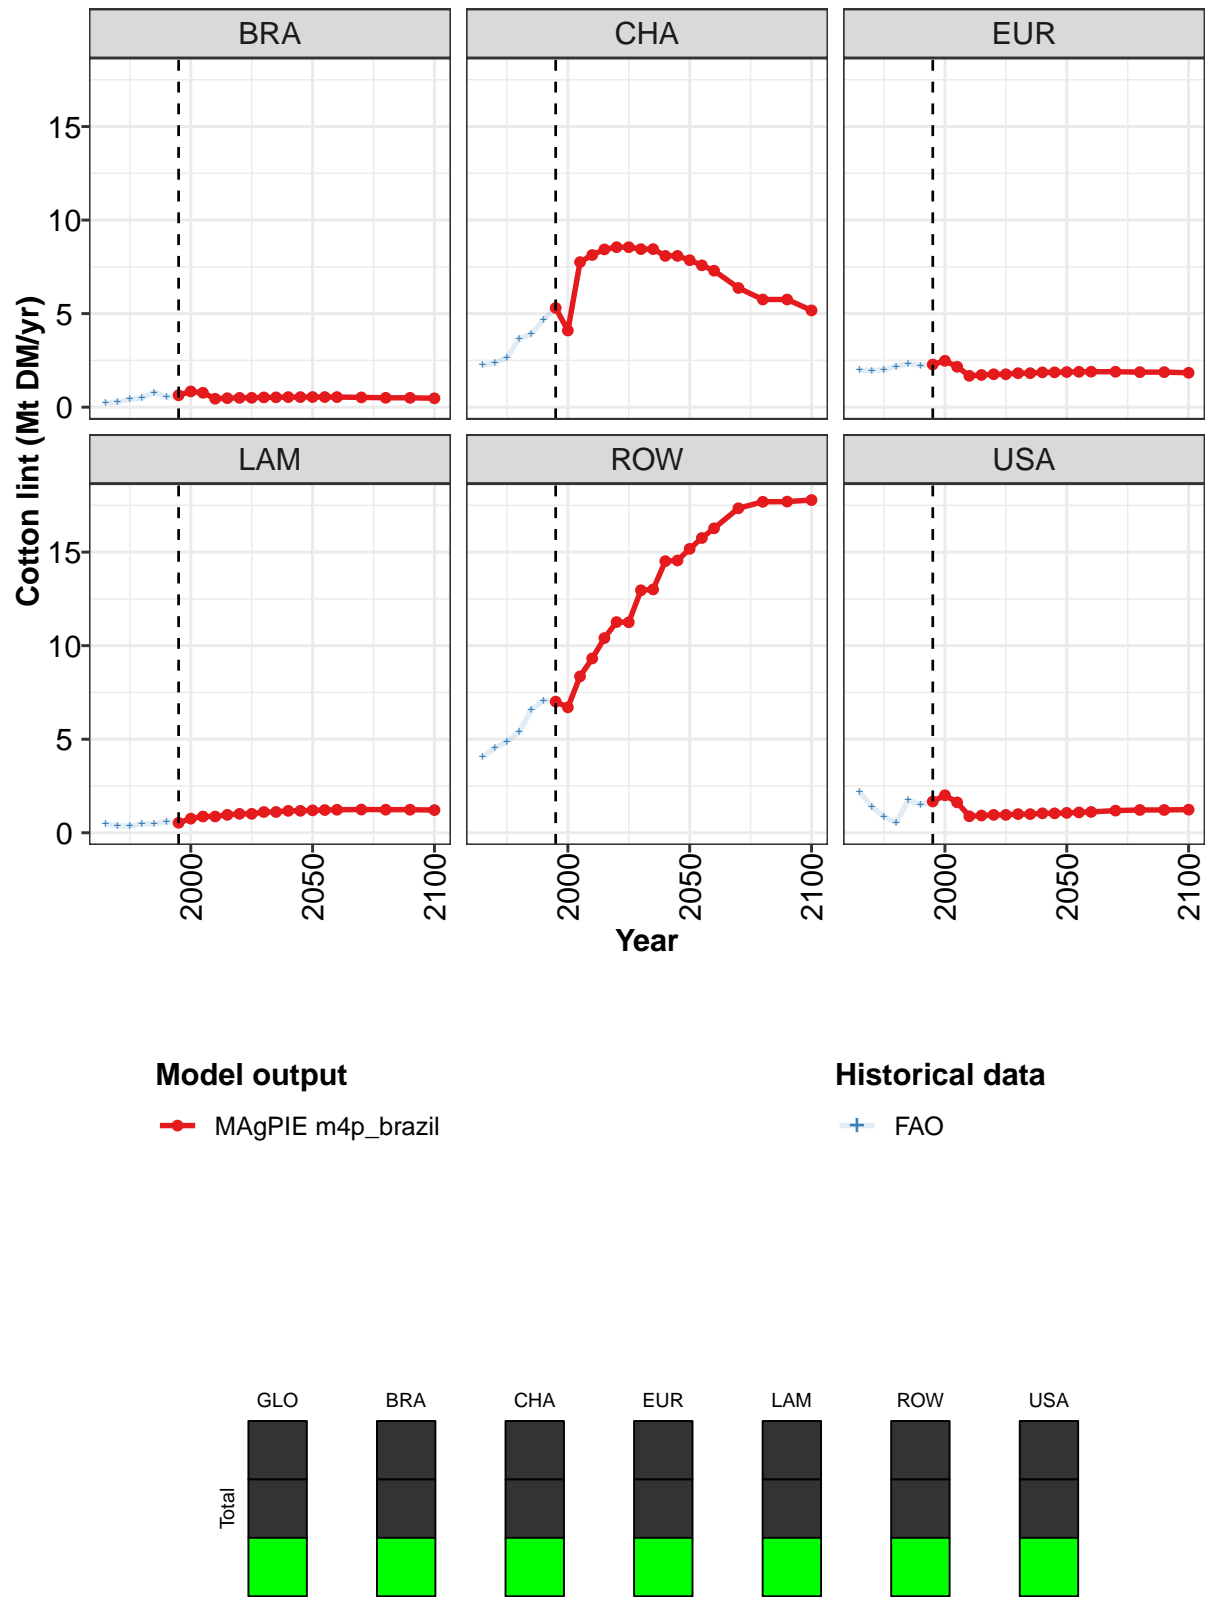 BRA
CHA
EUR
15
10
5
0
LAM
ROW
USA
15
10
5
0
Cotton lint (Mt DM/yr)
2000
2050
2100
2000
2050
2100
2000
2050
2100
Year
Model output
MAgPIE m4p_brazil
Historical data
FAO
GLO
BRA
CHA
EUR
LAM
ROW
USA
Total